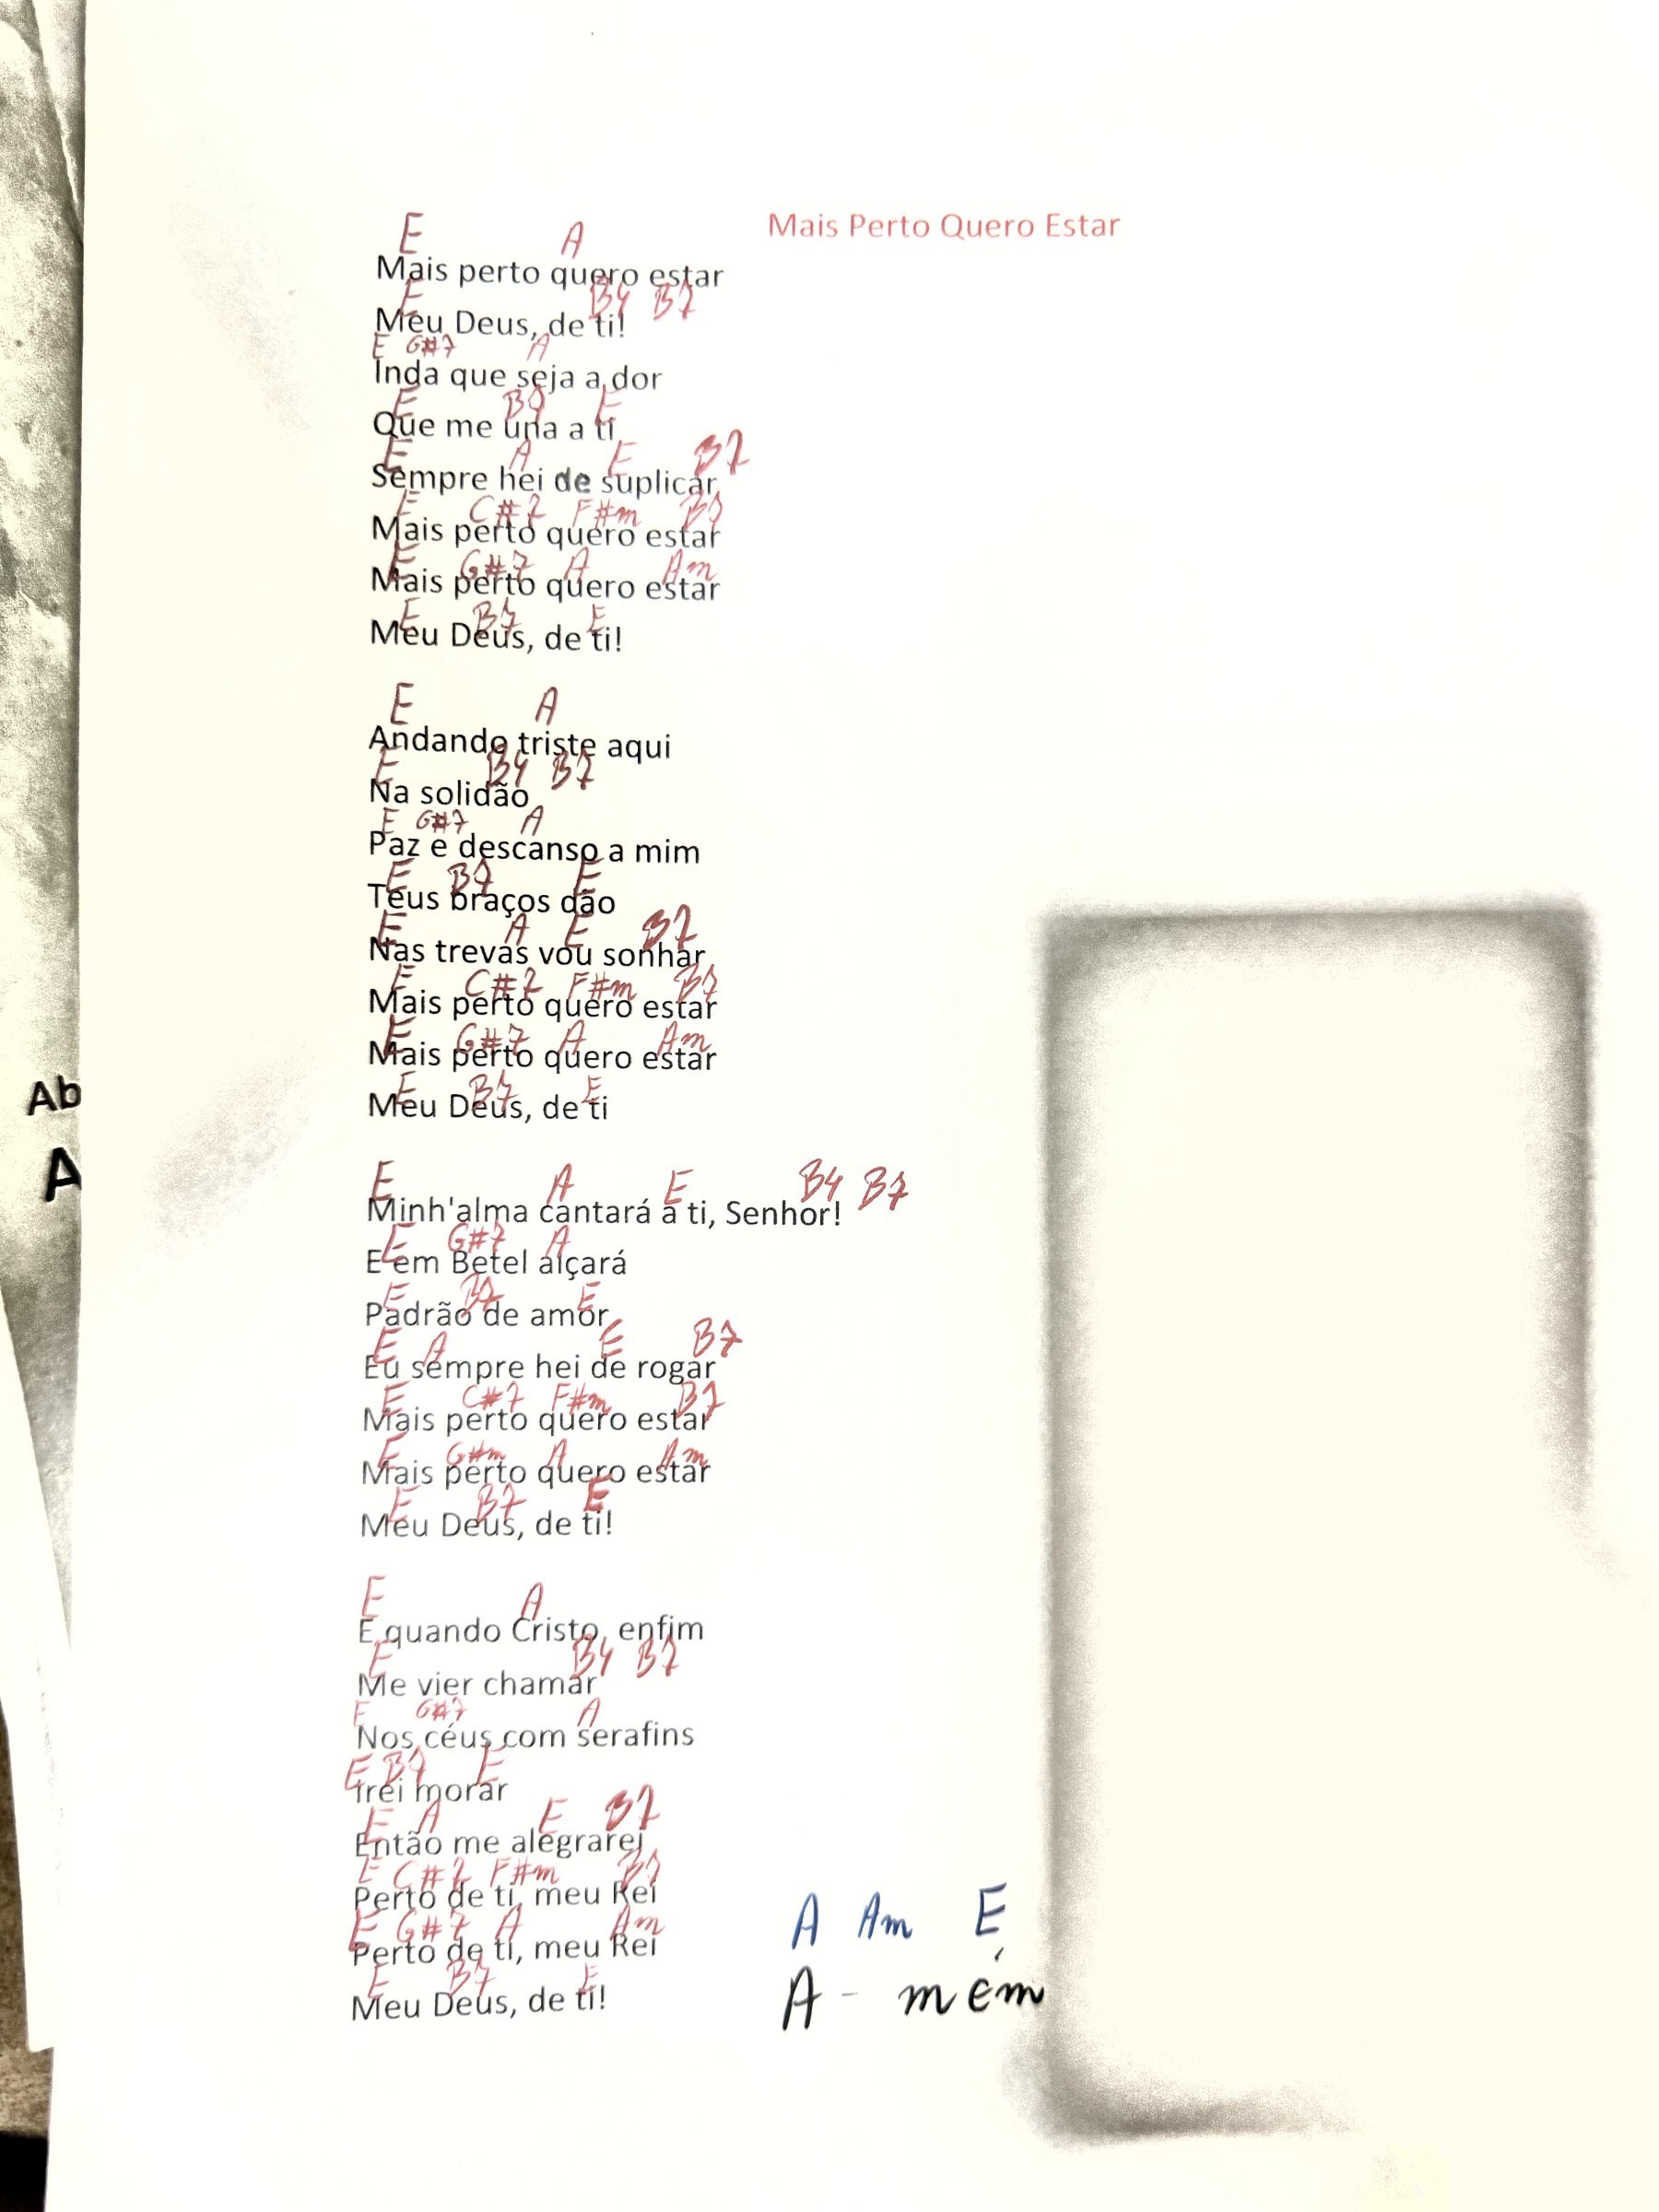 Mais Perto Quero Estar
E A
Mais perto quero estar
E B4 B7
Meu Deus, de ti!
E G#7 A
Inda que seja a dor
E B7 E
Que me una a ti
E A E B7
Sempre hei de suplicar
E C#7 F#m B7
Mais perto quero estar
E G#7 A Am
Mais perto quero estar
E B7 E
Meu Deus, de ti!
E A
Andando triste aqui
E B4 B7
Na solidão
E G#7 A
Paz e descanso a mim
E B7 E
Teus braços dão
E A E B7
Nas trevas vou sonhar
E C#7 F#m B7
Mais perto quero estar
E G#7 A Am
Mais perto quero estar
E B7 E
Meu Deus, de ti
E A E B4 B7
Minh'alma cantará a ti, Senhor!
E G#7 A
E em Betel alçará
E B7 E
Padrão de amor
E A E B7
Eu sempre hei de rogar
E C#7 F#m B7
Mais perto quero estar
E G#m A Am
Mais perto quero estar
E B7 E
Meu Deus, de ti!
E A
E quando Cristo, enfim
E B4 B7
Me vier chamar
E G#7 A
Nos céus, com serafins
E B7 E
Irei morar
E A E B7
Então me alegrarei
E C#7 F#m B7
Perto de ti, meu Rei
E G#7 A Am
Perto de ti, meu Rei
E B7 E
Meu Deus, de ti!
A Am E
A - mém
Ab
A